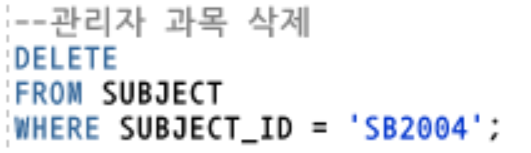 --관리자 과목 삭제
DELETE
FROM SUBJECT
WHERE SUBJECT_ID = 'SB2004';